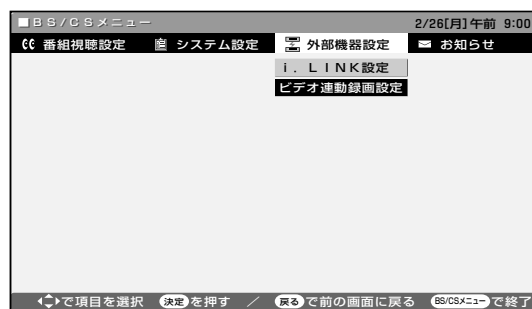 ■BS/CSメニュー 2/26[月]午前 9:00
番組視聴設定 システム設定 外部機器設定 お知らせ
i.LINK設定
ビデオ連動録画設定
で項目を選択 決定を押す / 戻るで前の画面に戻る BS/CSメニューで終了